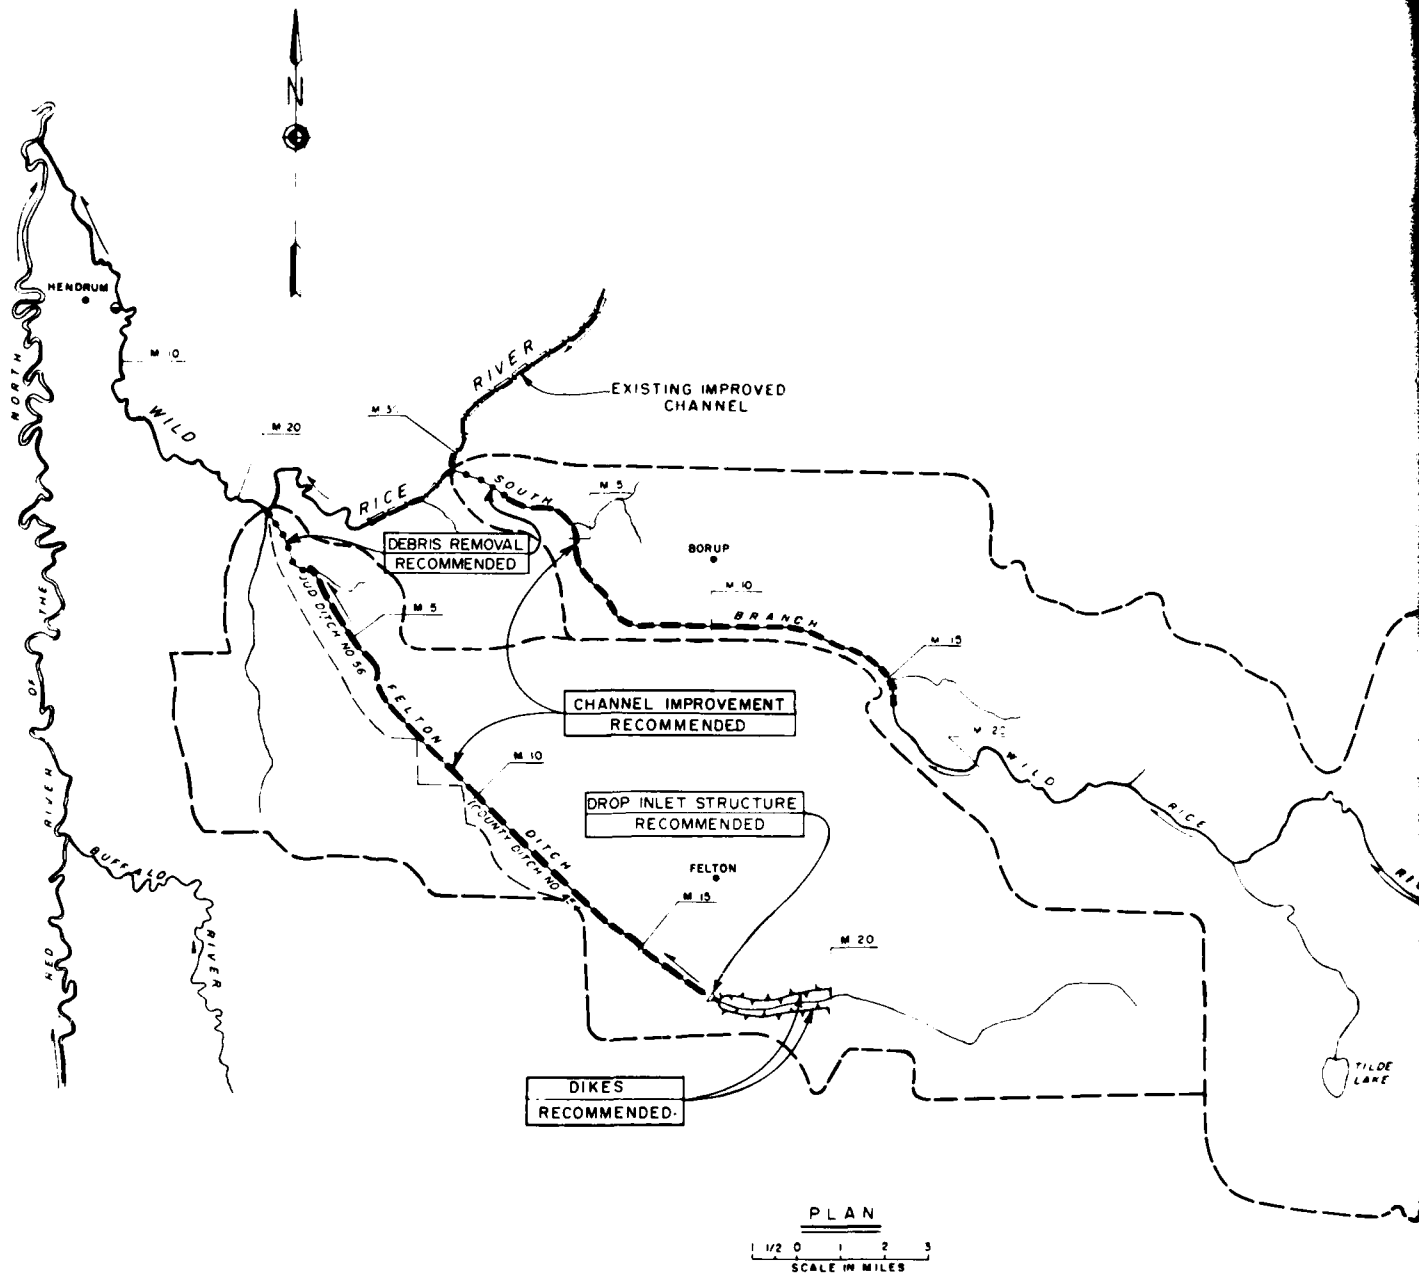 N
HENDRUM
NORTH
M 10
WILD
M 20
RIVER
EXISTING IMPROVED
CHANNEL
RICE
SOUTH
M 5
DEBRIS REMOVAL
RECOMMENDED
BORUP
M 10
BRANCH
M 15
JUD DITCH NO 56
M 5
OF THE
FELTON
CHANNEL IMPROVEMENT
RECOMMENDED
WILD
RICE
M 10
DROP INLET STRUCTURE
RECOMMENDED
DITCH
(COUNTY DITCH NO
RIVER
BUFFALO
RIVER
FELTON
M 15
M 20
RED
DIKES
RECOMMENDED
TILDE
LAKE
PLAN
1 1/2 0 1 2 3
SCALE IN MILES